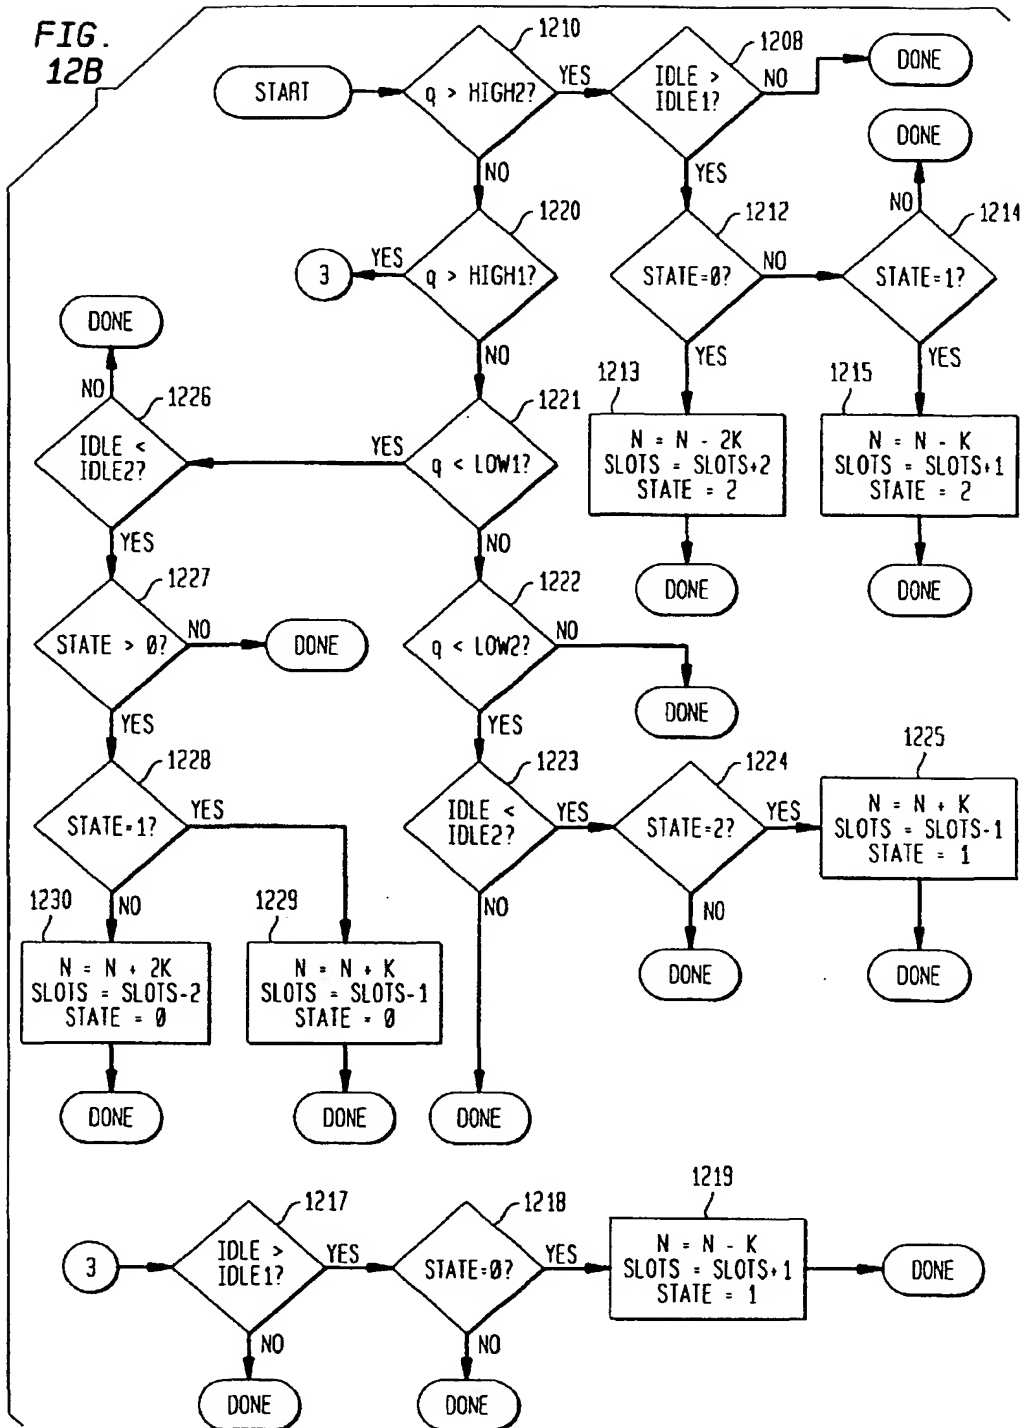 FIG.
12B
START
1210
q > HIGH2?
YES
NO
1208
IDLE >
IDLE1?
NO
YES
DONE
DONE
1220
q > HIGH1?
YES
NO
3
1212
STATE=0?
NO
YES
1214
STATE=1?
NO
YES
DONE
1226
IDLE <
IDLE2?
NO
YES
1221
q < LOW1?
YES
NO
1213
N = N - 2K
SLOTS = SLOTS+2
STATE = 2
DONE
1215
N = N - K
SLOTS = SLOTS+1
STATE = 2
DONE
1227
STATE > 0?
NO
YES
DONE
1222
q < LOW2?
NO
YES
DONE
1228
STATE=1?
YES
NO
1223
IDLE <
IDLE2?
YES
NO
1224
STATE=2?
YES
NO
1225
N = N + K
SLOTS = SLOTS-1
STATE = 1
1230
N = N + 2K
SLOTS = SLOTS-2
STATE = 0
1229
N = N + K
SLOTS = SLOTS-1
STATE = 0
DONE
DONE
DONE
DONE
DONE
3
1217
IDLE >
IDLE1?
YES
NO
1218
STATE=0?
YES
NO
1219
N = N - K
SLOTS = SLOTS+1
STATE = 1
DONE
DONE
DONE